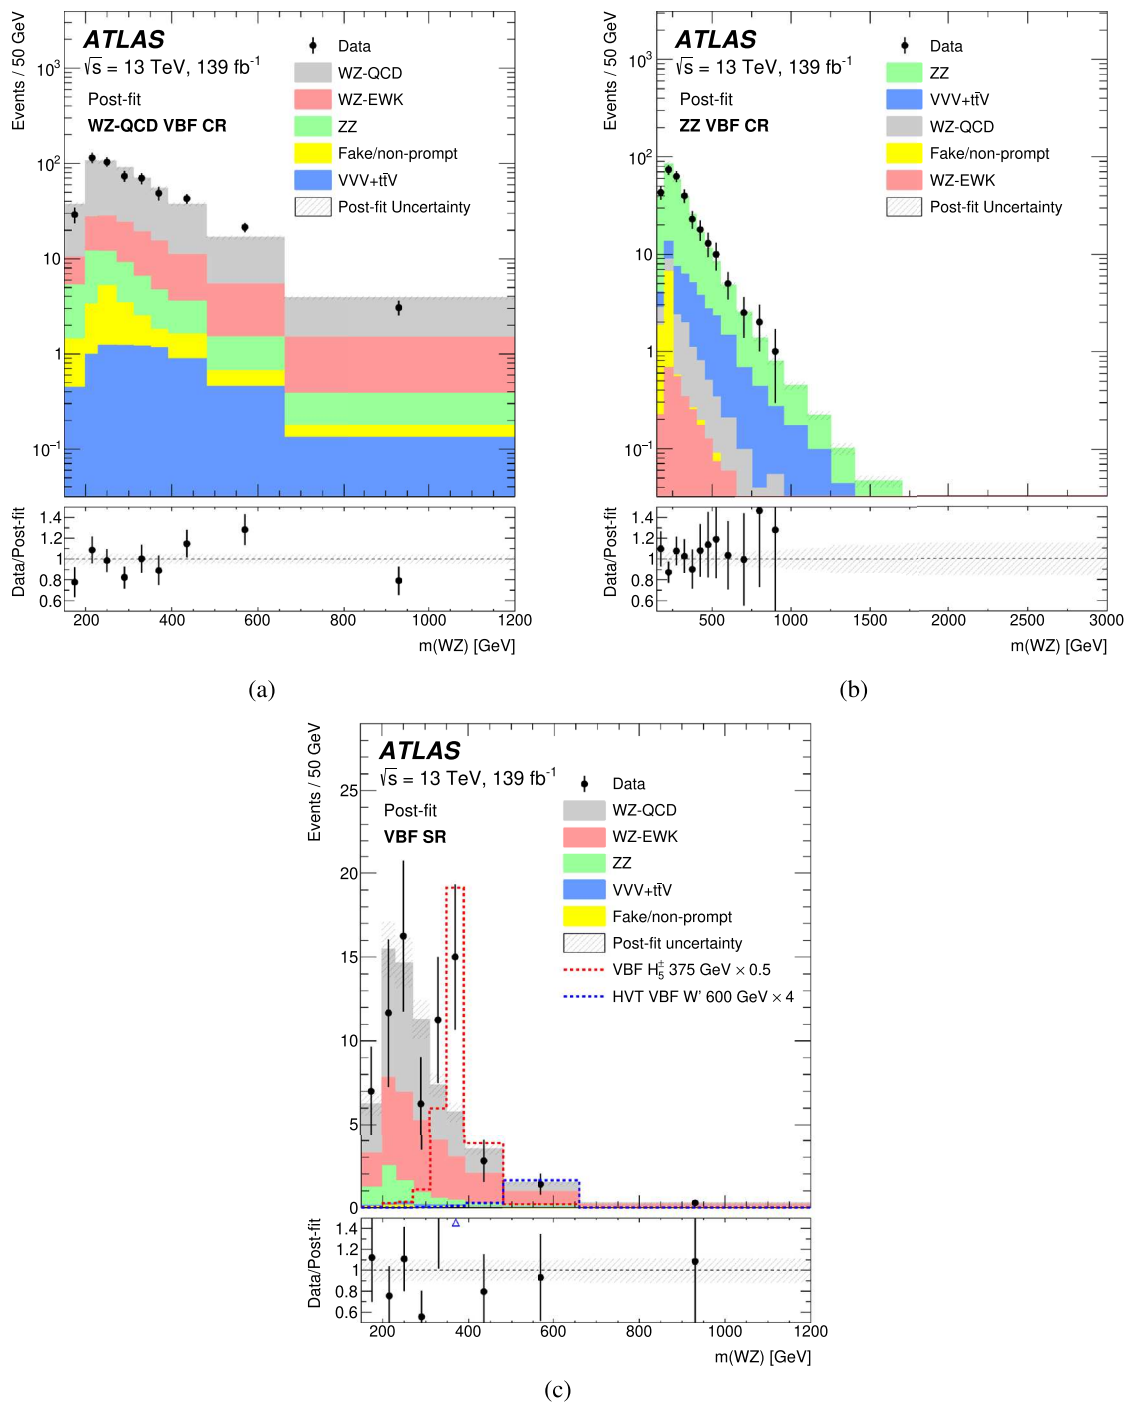 Events / 50 GeV
ATLAS
√s = 13 TeV, 139 fb⁻¹
Post-fit
WZ-QCD VBF CR
Data
WZ-QCD
WZ-EWK
ZZ
Fake/non-prompt
VVV+tt̄V
Post-fit Uncertainty
10³
10²
10
1
10⁻¹
Data/Post-fit
1.4
1.2
1
0.8
0.6
200 400 600 800 1000 1200
m(WZ) [GeV]
(a)
Events / 50 GeV
ATLAS
√s = 13 TeV, 139 fb⁻¹
Post-fit
ZZ VBF CR
Data
ZZ
VVV+tt̄V
WZ-QCD
Fake/non-prompt
WZ-EWK
Post-fit Uncertainty
10³
10²
10
1
10⁻¹
Data/Post-fit
1.4
1.2
1
0.8
0.6
500 1000 1500 2000 2500 3000
m(WZ) [GeV]
(b)
Events / 50 GeV
ATLAS
√s = 13 TeV, 139 fb⁻¹
Post-fit
VBF SR
Data
WZ-QCD
WZ-EWK
ZZ
VVV+tt̄V
Fake/non-prompt
Post-fit uncertainty
VBF H₅± 375 GeV × 0.5
HVT VBF W' 600 GeV × 4
25
20
15
10
5
0
Data/Post-fit
1.4
1.2
1
0.8
0.6
200 400 600 800 1000 1200
m(WZ) [GeV]
(c)